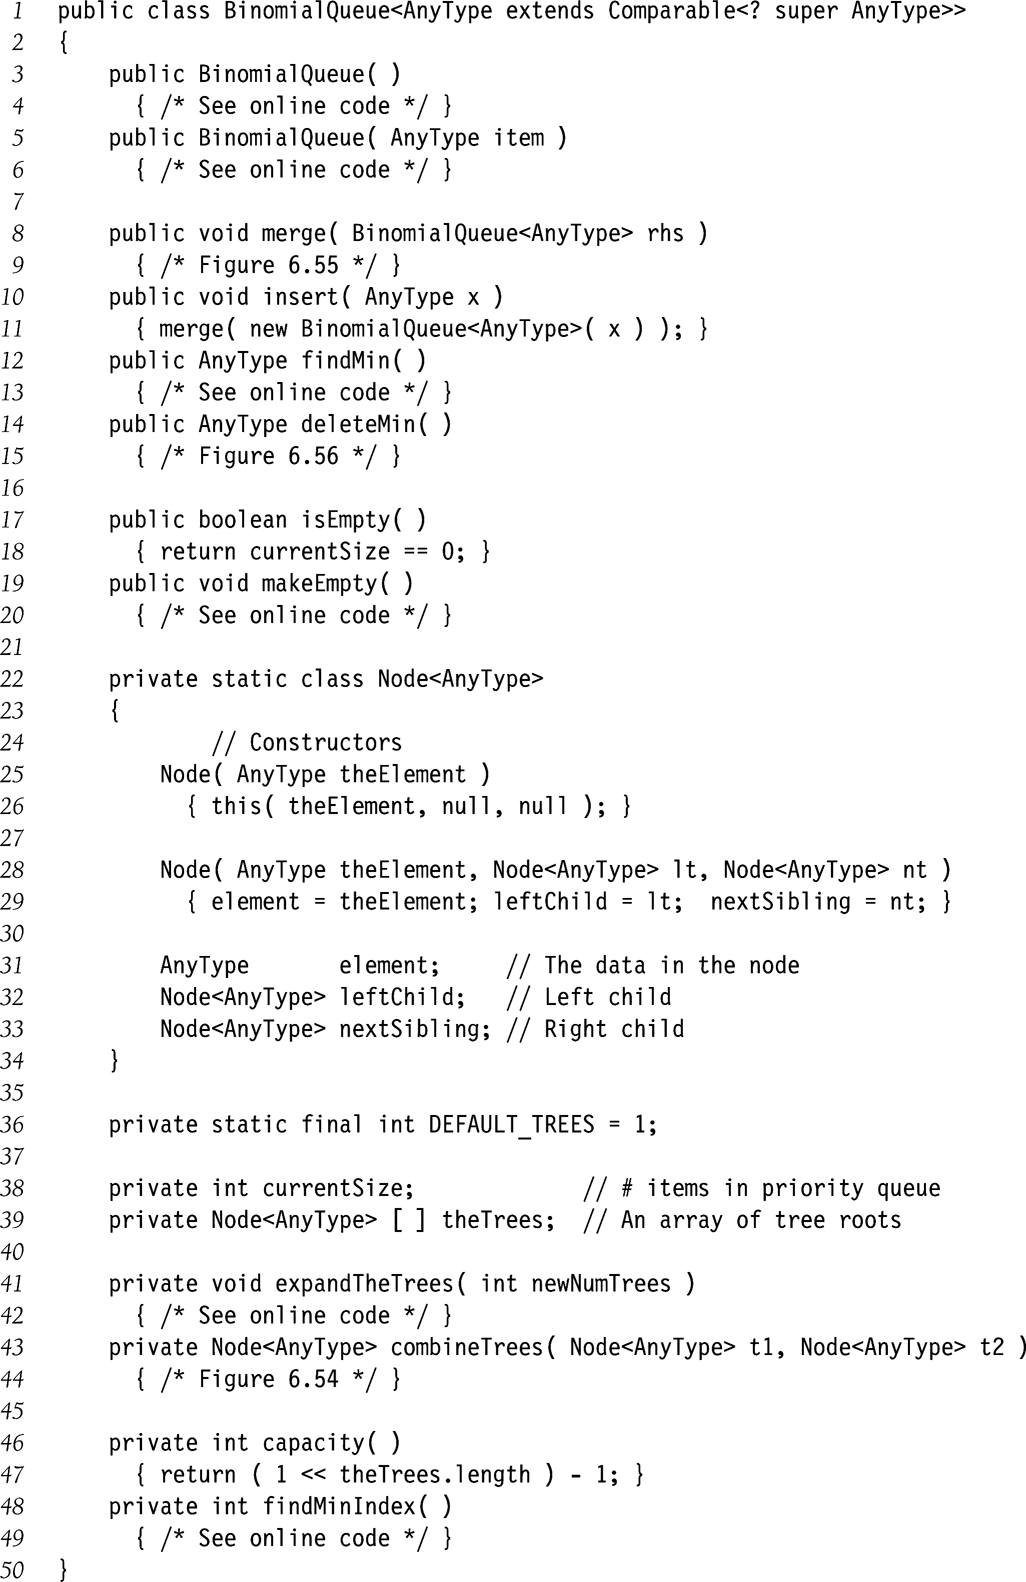 1 public class BinomialQueue<AnyType extends Comparable<? super AnyType>>
2 {
3     public BinomialQueue( )
4       { /* See online code */ }
5     public BinomialQueue( AnyType item )
6       { /* See online code */ }
7
8     public void merge( BinomialQueue<AnyType> rhs )
9       { /* Figure 6.55 */ }
10     public void insert( AnyType x )
11       { merge( new BinomialQueue<AnyType>( x ) ); }
12     public AnyType findMin( )
13       { /* See online code */ }
14     public AnyType deleteMin( )
15       { /* Figure 6.56 */ }
16
17     public boolean isEmpty( )
18       { return currentSize == 0; }
19     public void makeEmpty( )
20       { /* See online code */ }
21
22     private static class Node<AnyType>
23     {
24             // Constructors
25         Node( AnyType theElement )
26           { this( theElement, null, null ); }
27
28         Node( AnyType theElement, Node<AnyType> lt, Node<AnyType> nt )
29           { element = theElement; leftChild = lt;  nextSibling = nt; }
30
31         AnyType       element;     // The data in the node
32         Node<AnyType> leftChild;   // Left child
33         Node<AnyType> nextSibling; // Right child
34     }
35
36     private static final int DEFAULT_TREES = 1;
37
38     private int currentSize;             // # items in priority queue
39     private Node<AnyType> [ ] theTrees;  // An array of tree roots
40
41     private void expandTheTrees( int newNumTrees )
42       { /* See online code */ }
43     private Node<AnyType> combineTrees( Node<AnyType> t1, Node<AnyType> t2 )
44       { /* Figure 6.54 */ }
45
46     private int capacity( )
47       { return ( 1 << theTrees.length ) - 1; }
48     private int findMinIndex( )
49       { /* See online code */ }
50 }